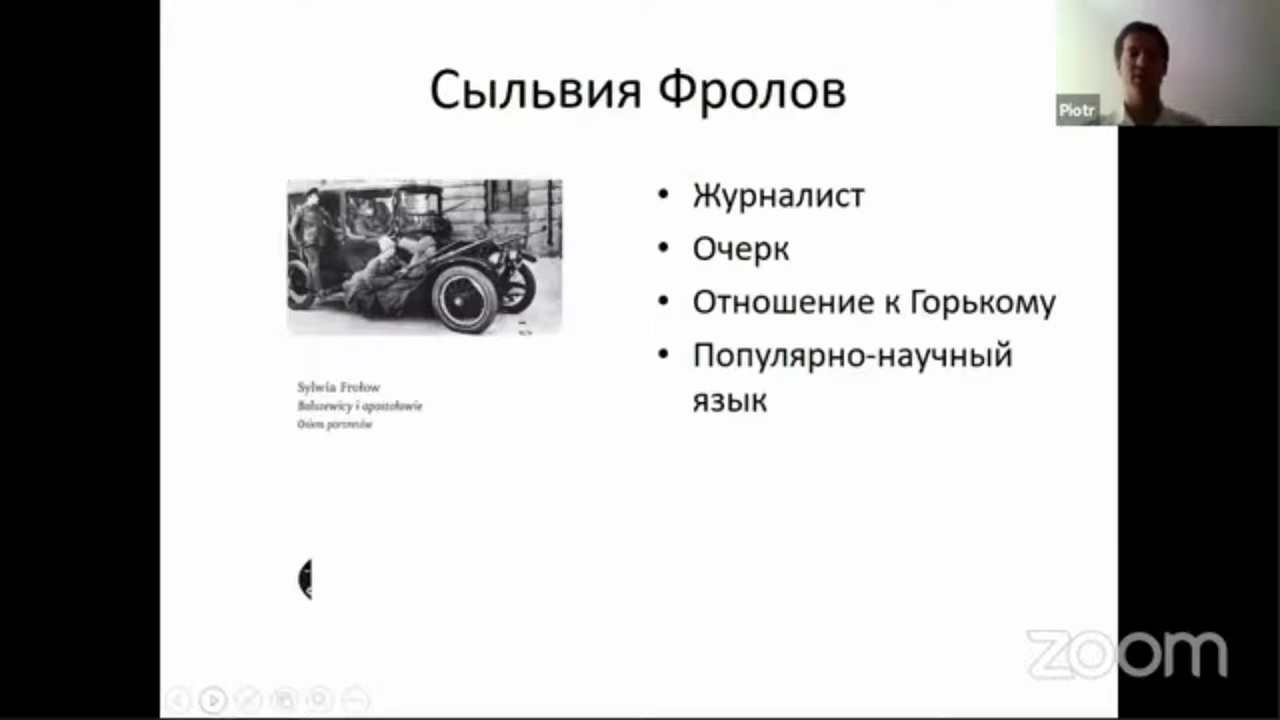 Сыльвия Фролов
Piotr
• Журналист
• Очерк
• Отношение к Горькому
• Популярно-научный
язык
Sylwia Frołow
Bolszewicy i apostołowie
Osiem portretów
zoom